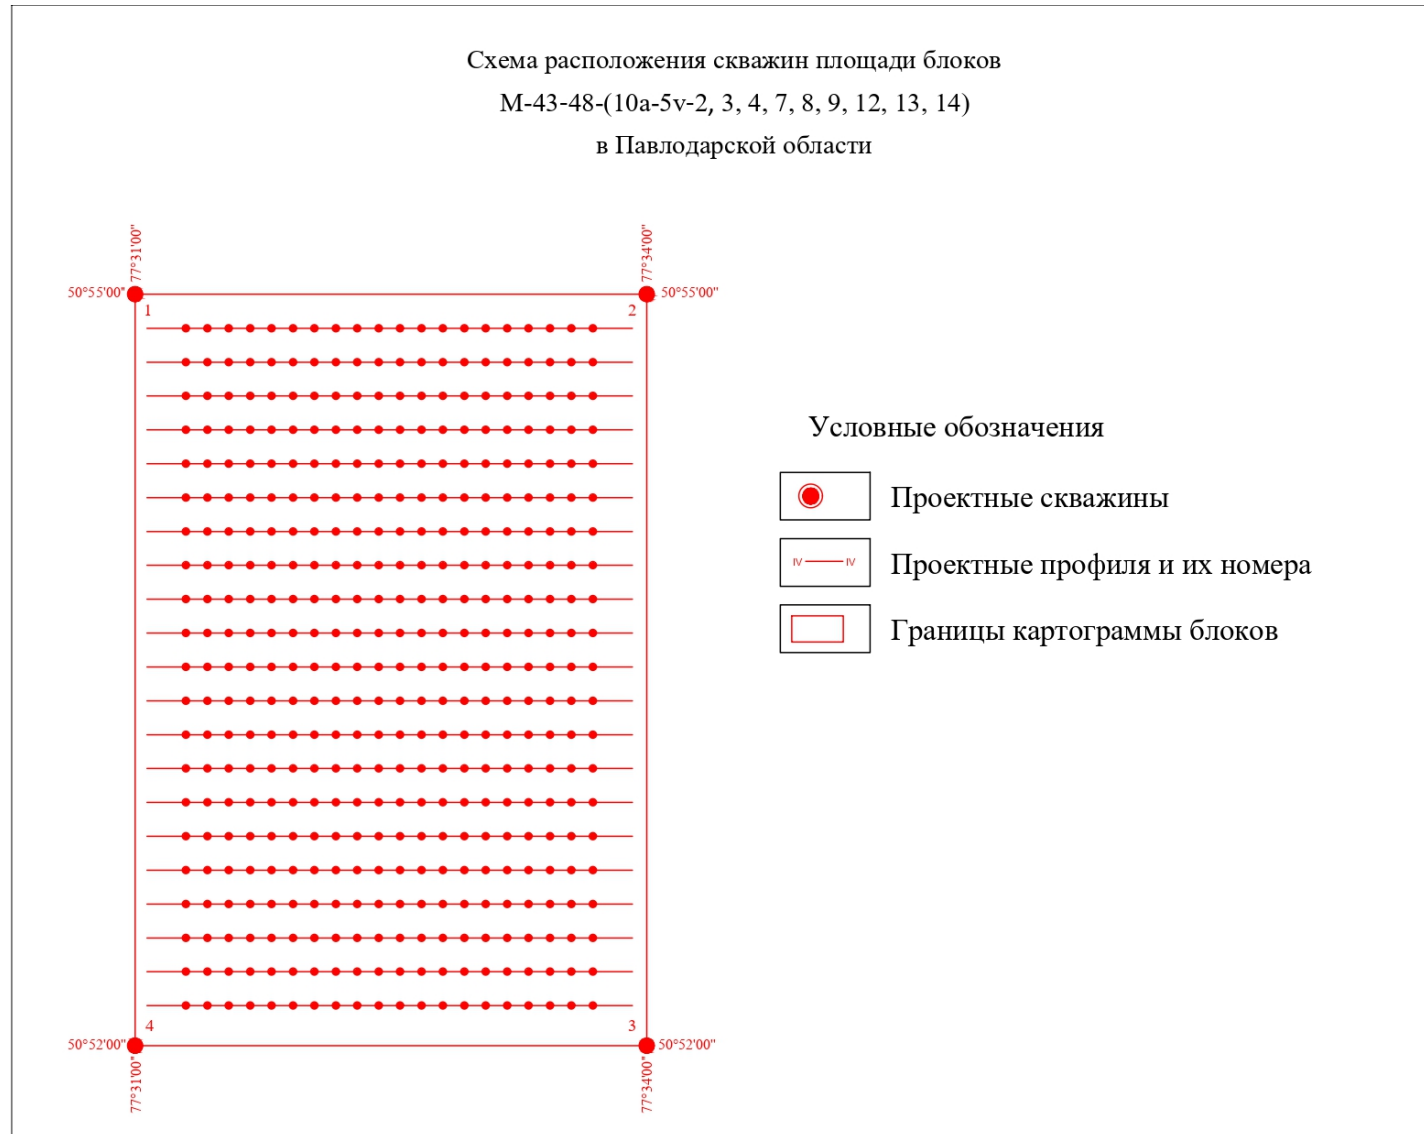 Схема расположения скважин площади блоков
М-43-48-(10а-5v-2, 3, 4, 7, 8, 9, 12, 13, 14)
в Павлодарской области
77°31'00"
77°34'00"
50°55'00"
50°55'00"
1
2
Условные обозначения
Проектные скважины
IV IV
Проектные профиля и их номера
Границы картограммы блоков
4
3
50°52'00"
50°52'00"
77°31'00"
77°34'00"